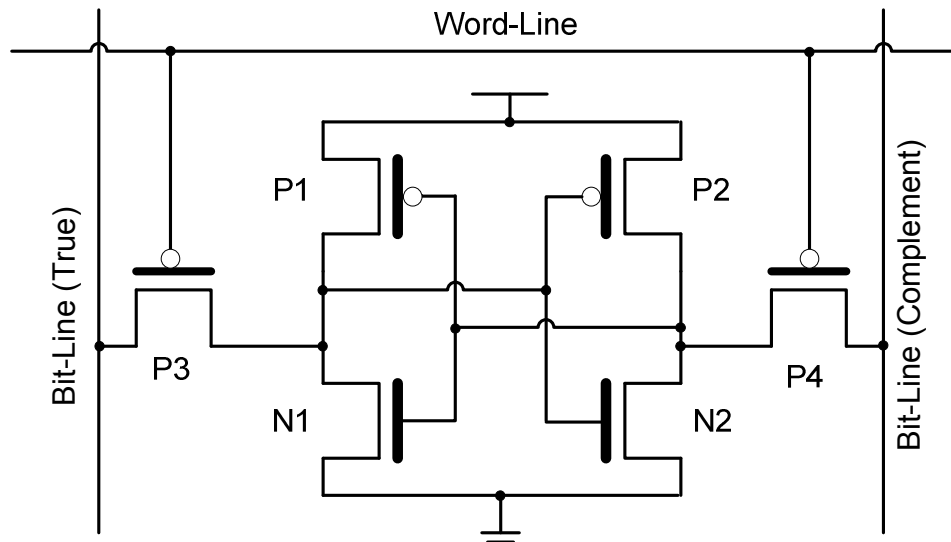 Word-Line
P1
P2
Bit-Line (True)
Bit-Line (Complement)
P3
P4
N1
N2